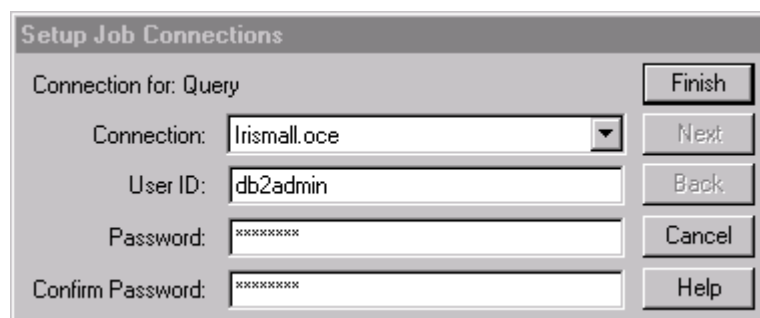 Setup Job Connections
Connection for: Query
Finish
Connection: Irismall.oce
Next
User ID: db2admin
Back
Password: ********
Cancel
Confirm Password: ********
Help